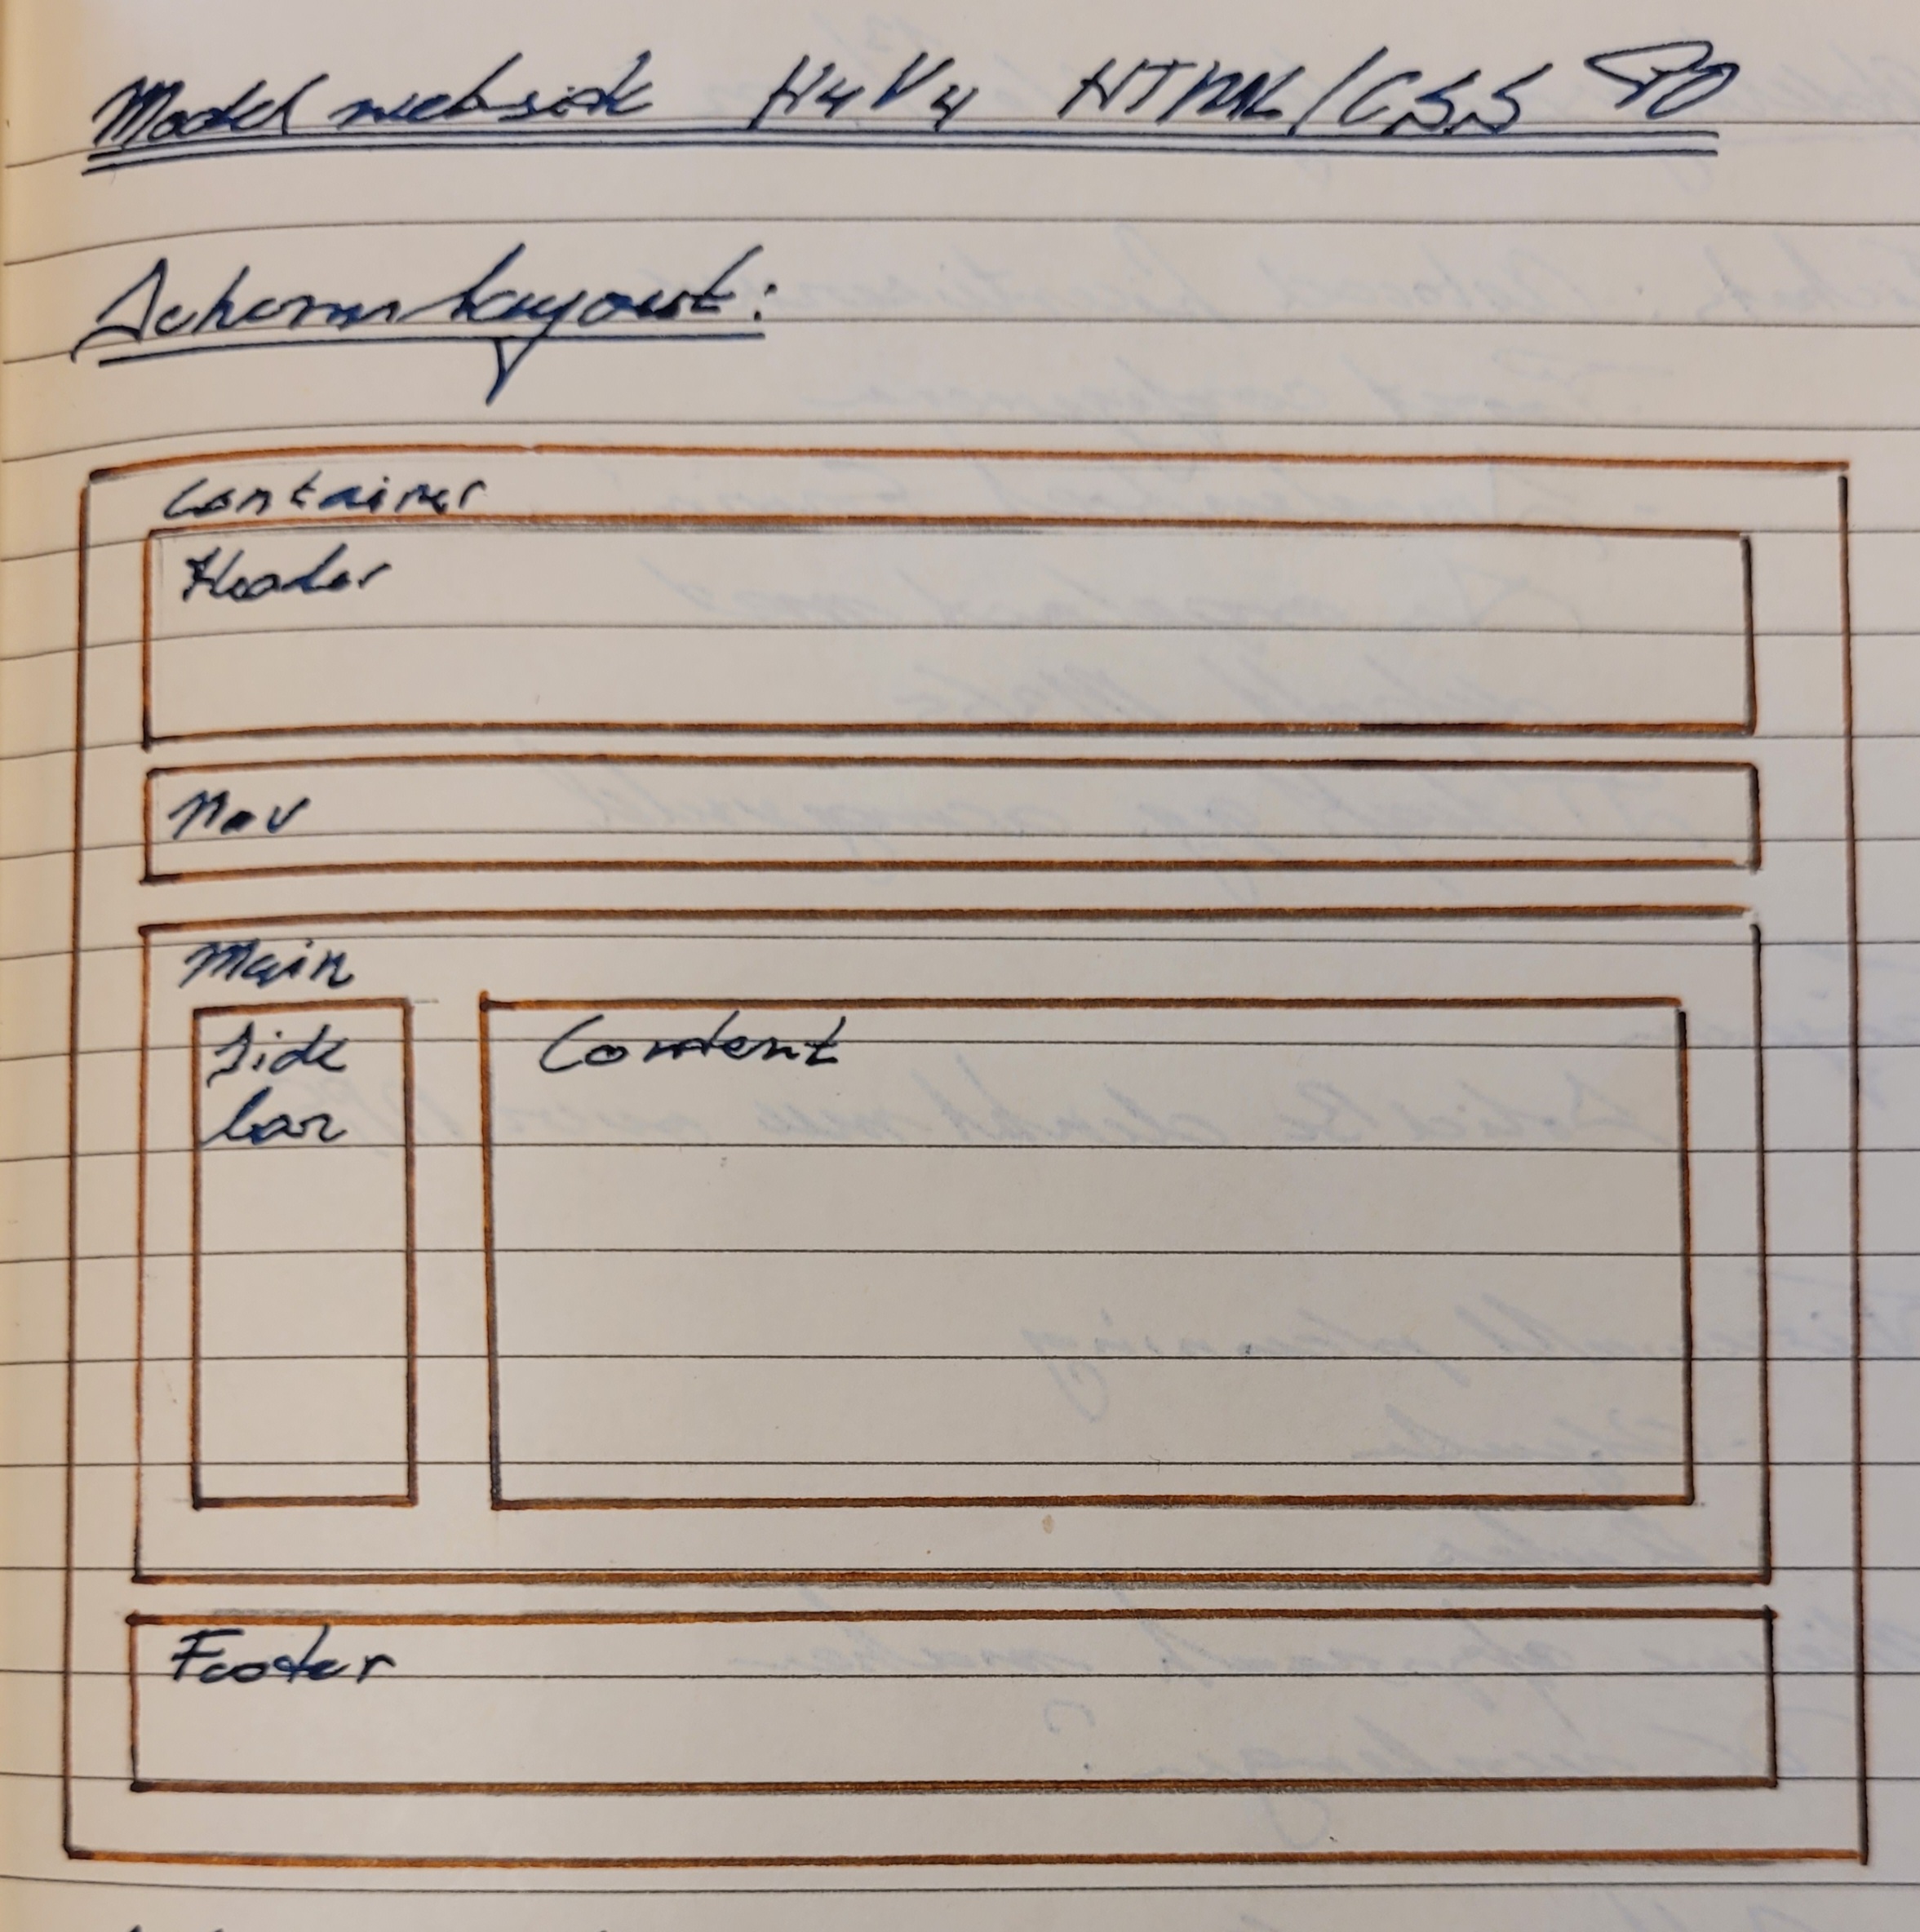 Model website H4V4 HTML/CSS PO
Schema layout:
Container
Header
Nav
Main
Side
bar
Content
Footer